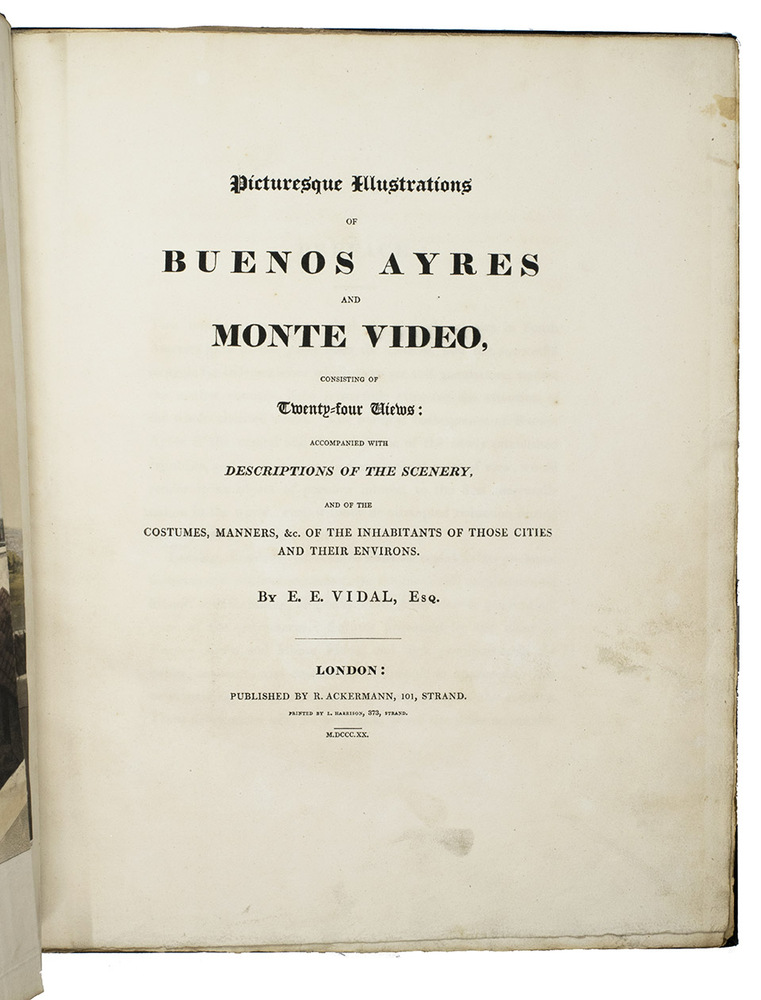 Picturesque Illustrations
OF
BUENOS AYRES
AND
MONTE VIDEO,
CONSISTING OF
Twenty-four Views:
ACCOMPANIED WITH
DESCRIPTIONS OF THE SCENERY,
AND OF THE
COSTUMES, MANNERS, &c. OF THE INHABITANTS OF THOSE CITIES
AND THEIR ENVIRONS.
BY E. E. VIDAL, ESQ.
LONDON:
PUBLISHED BY R. ACKERMANN, 101, STRAND.
PRINTED BY L. HARRISON, 373, STRAND.
M.DCCC.XX.